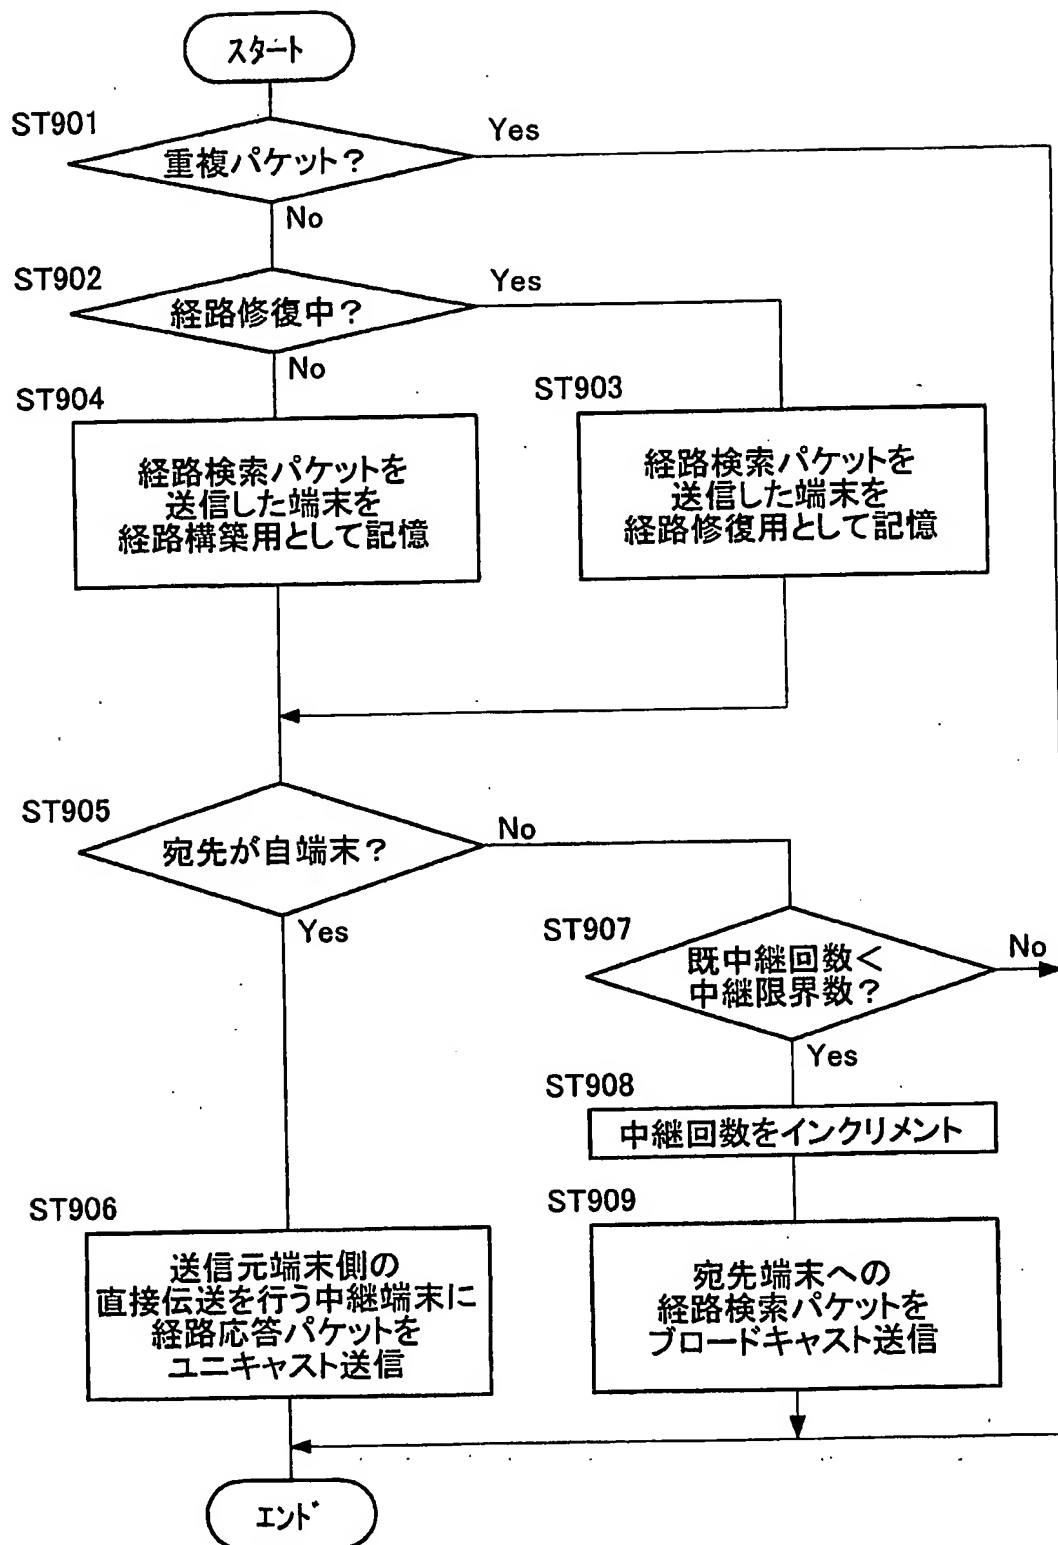 スタート
ST901
重複パケット？
Yes
No
ST902
経路修復中？
Yes
No
ST904
経路検索パケットを
送信した端末を
経路構築用として記憶
ST903
経路検索パケットを
送信した端末を
経路修復用として記憶
ST905
宛先が自端末？
No
Yes
ST907
既中継回数＜
中継限界数？
No
Yes
ST908
中継回数をインクリメント
ST906
送信元端末側の
直接伝送を行う中継端末に
経路応答パケットを
ユニキャスト送信
ST909
宛先端末への
経路検索パケットを
ブロードキャスト送信
エンド